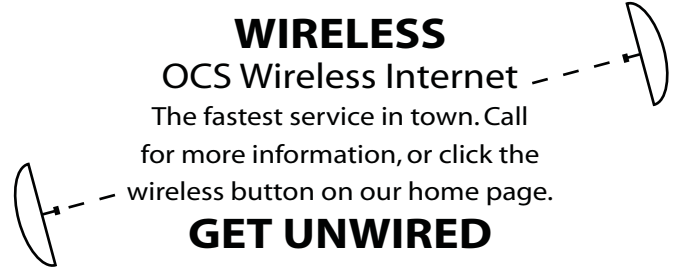 WIRELESS
OCS Wireless Internet
The fastest service in town. Call
for more information, or click the
wireless button on our home page.
GET UNWIRED